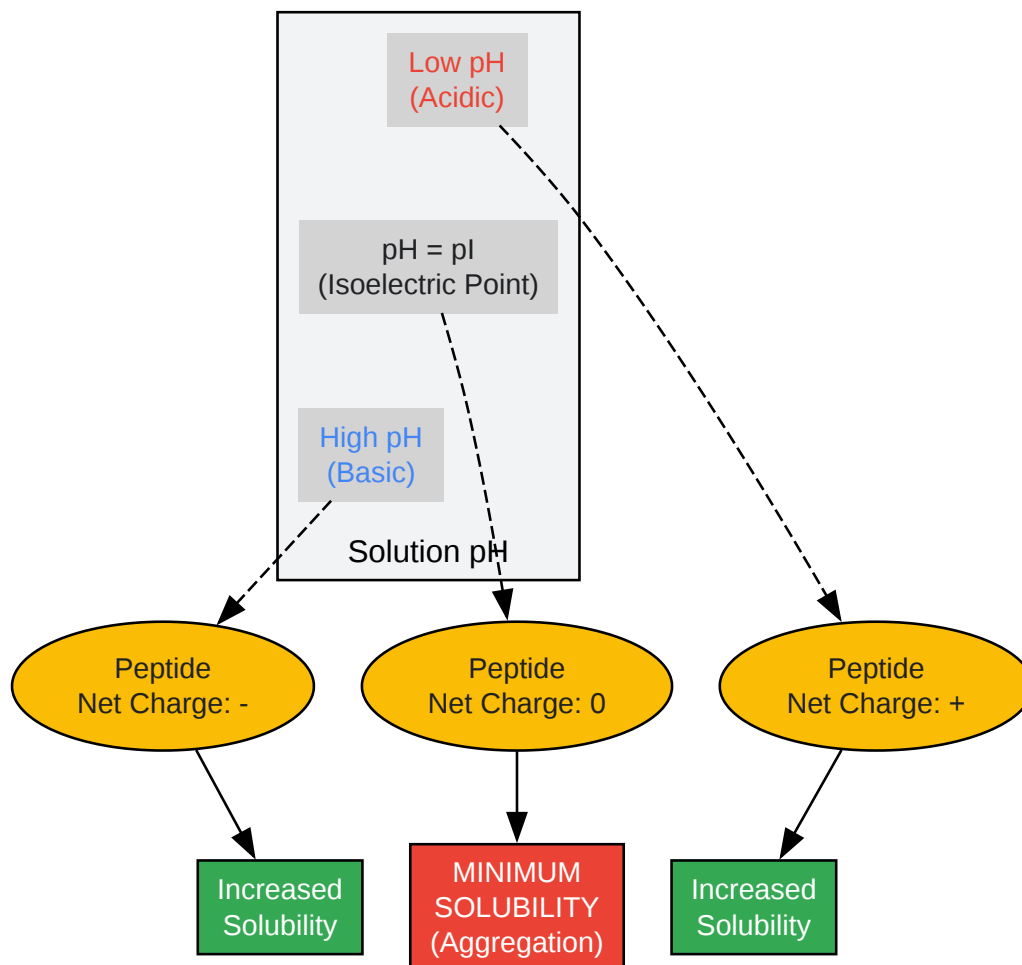 Low pH
(Acidic)
pH = pI
(Isoelectric Point)
High pH
(Basic)
Solution pH
Peptide
Net Charge: -
Peptide
Net Charge: 0
Peptide
Net Charge: +
Increased
Solubility
MINIMUM
SOLUBILITY
(Aggregation)
Increased
Solubility